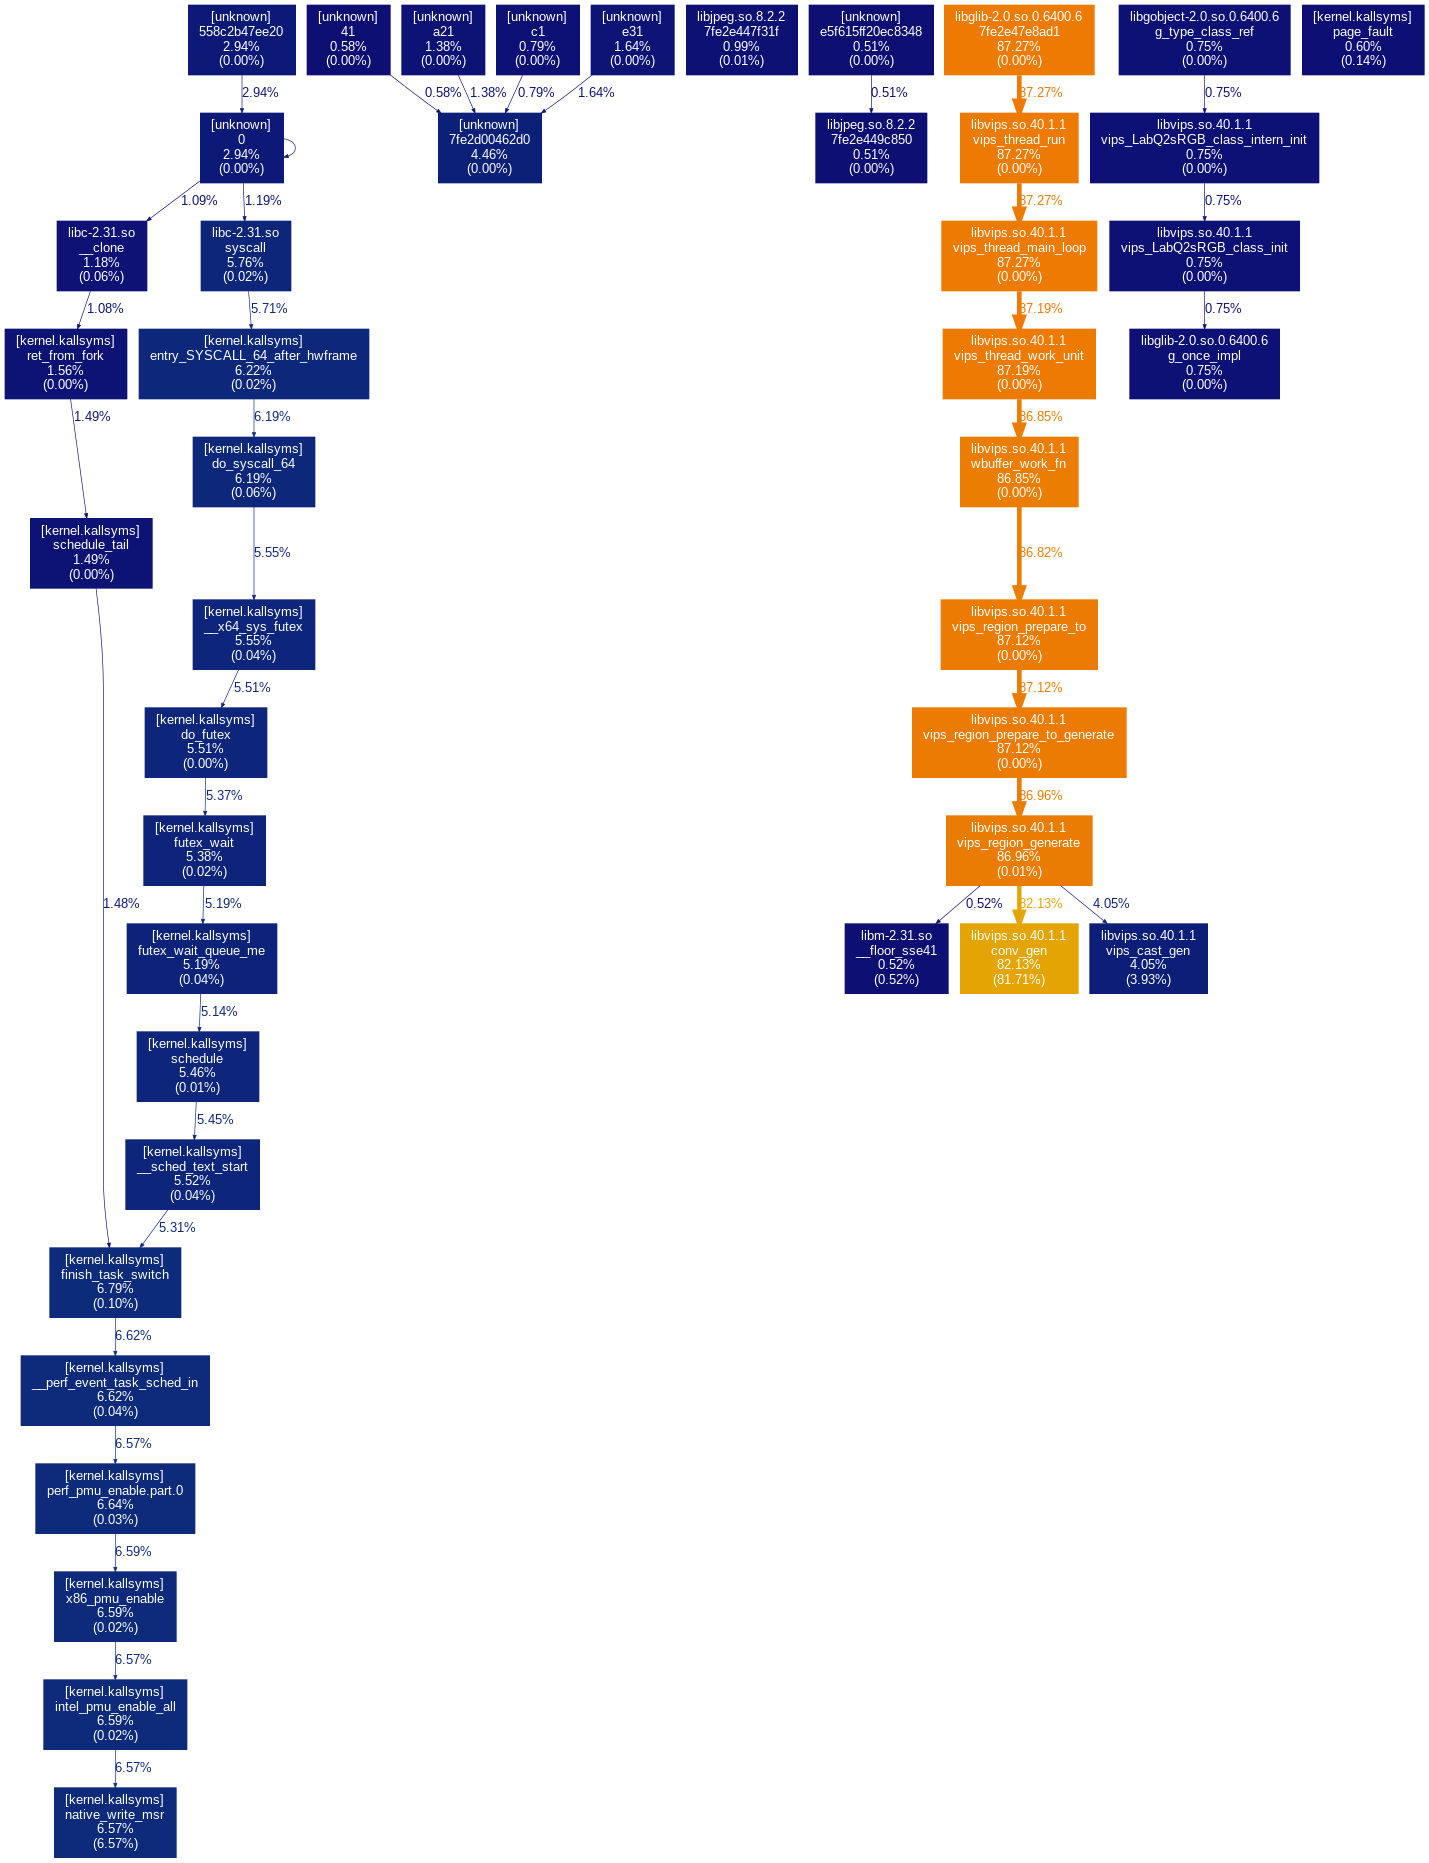 [unknown]
558c2b47ee20
2.94%
(0.00%)
[unknown]
41
0.58%
(0.00%)
[unknown]
a21
1.38%
(0.00%)
[unknown]
c1
0.79%
(0.00%)
[unknown]
e31
1.64%
(0.00%)
libjpeg.so.8.2.2
7fe2e447f31f
0.99%
(0.01%)
[unknown]
e5f615ff20ec8348
0.51%
(0.00%)
libglib-2.0.so.0.6400.6
7fe2e47e8ad1
87.27%
(0.00%)
libgobject-2.0.so.0.6400.6
g_type_class_ref
0.75%
(0.00%)
[kernel.kallsyms]
page_fault
0.60%
(0.14%)
2.94%
0.58%
1.38%
0.79%
1.64%
0.51%
87.27%
0.75%
[unknown]
0
2.94%
(0.00%)
[unknown]
7fe2d00462d0
4.46%
(0.00%)
libjpeg.so.8.2.2
7fe2e449c850
0.51%
(0.00%)
libvips.so.40.1.1
vips_thread_run
87.27%
(0.00%)
libvips.so.40.1.1
vips_LabQ2sRGB_class_intern_init
0.75%
(0.00%)
1.09%
1.19%
87.27%
0.75%
libc-2.31.so
__clone
1.18%
(0.06%)
libc-2.31.so
syscall
5.76%
(0.02%)
libvips.so.40.1.1
vips_thread_main_loop
87.27%
(0.00%)
libvips.so.40.1.1
vips_LabQ2sRGB_class_init
0.75%
(0.00%)
1.08%
5.71%
87.19%
0.75%
[kernel.kallsyms]
ret_from_fork
1.56%
(0.00%)
[kernel.kallsyms]
entry_SYSCALL_64_after_hwframe
6.22%
(0.02%)
libvips.so.40.1.1
vips_thread_work_unit
87.19%
(0.00%)
libglib-2.0.so.0.6400.6
g_once_impl
0.75%
(0.00%)
1.49%
6.19%
86.85%
[kernel.kallsyms]
do_syscall_64
6.19%
(0.06%)
libvips.so.40.1.1
wbuffer_work_fn
86.85%
(0.00%)
[kernel.kallsyms]
schedule_tail
1.49%
(0.00%)
5.55%
86.82%
[kernel.kallsyms]
__x64_sys_futex
5.55%
(0.04%)
libvips.so.40.1.1
vips_region_prepare_to
87.12%
(0.00%)
5.51%
87.12%
[kernel.kallsyms]
do_futex
5.51%
(0.00%)
libvips.so.40.1.1
vips_region_prepare_to_generate
87.12%
(0.00%)
5.37%
86.96%
[kernel.kallsyms]
futex_wait
5.38%
(0.02%)
libvips.so.40.1.1
vips_region_generate
86.96%
(0.01%)
1.48%
5.19%
0.52%
82.13%
4.05%
[kernel.kallsyms]
futex_wait_queue_me
5.19%
(0.04%)
libm-2.31.so
__floor_sse41
0.52%
(0.52%)
libvips.so.40.1.1
conv_gen
82.13%
(81.71%)
libvips.so.40.1.1
vips_cast_gen
4.05%
(3.93%)
5.14%
[kernel.kallsyms]
schedule
5.46%
(0.01%)
5.45%
[kernel.kallsyms]
__sched_text_start
5.52%
(0.04%)
5.31%
[kernel.kallsyms]
finish_task_switch
6.79%
(0.10%)
6.62%
[kernel.kallsyms]
__perf_event_task_sched_in
6.62%
(0.04%)
6.57%
[kernel.kallsyms]
perf_pmu_enable.part.0
6.64%
(0.03%)
6.59%
[kernel.kallsyms]
x86_pmu_enable
6.59%
(0.02%)
6.57%
[kernel.kallsyms]
intel_pmu_enable_all
6.59%
(0.02%)
6.57%
[kernel.kallsyms]
native_write_msr
6.57%
(6.57%)